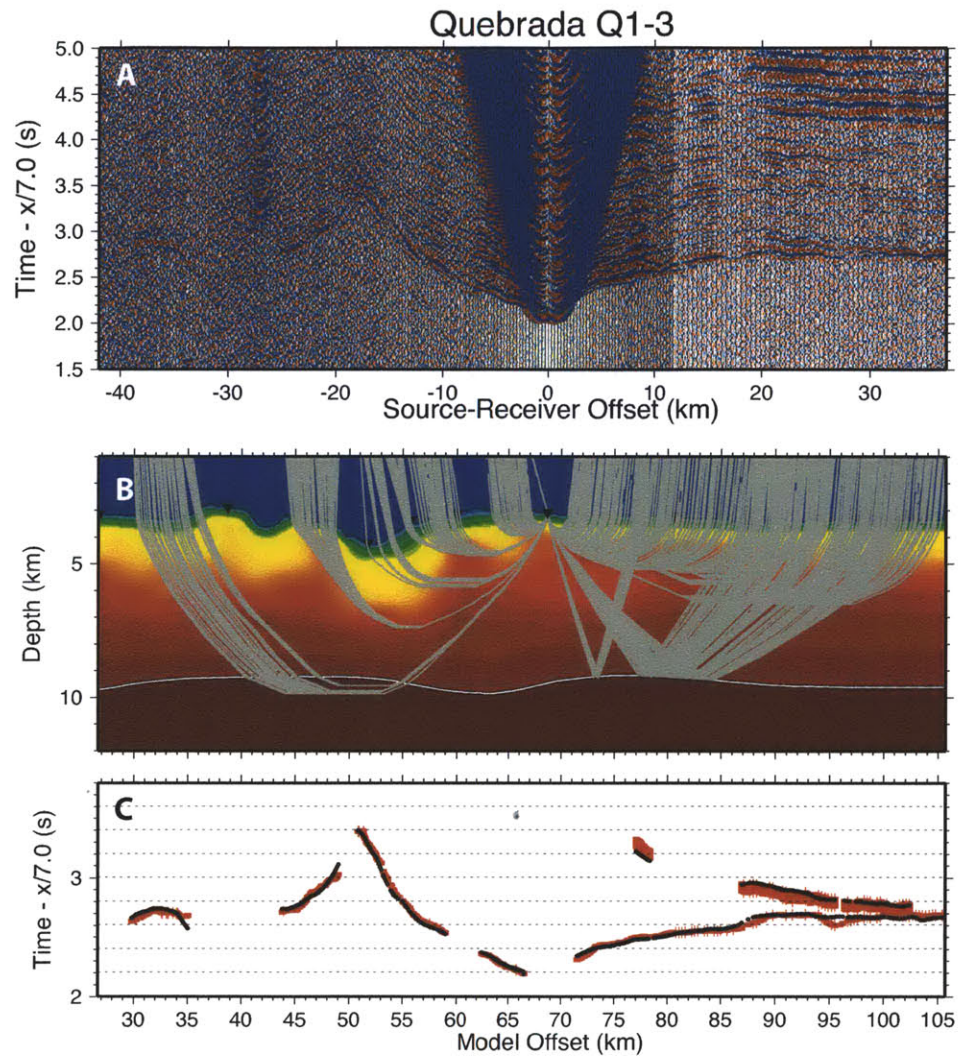 Quebrada Q1-3
A
Time - x/7.0 (s)
5.0
4.5
4.0
3.5
3.0
2.5
2.0
1.5
-40 -30 -20 -10 0 10 20 30
Source-Receiver Offset (km)
B
Depth (km)
5
10
C
Time - x/7.0 (s)
3
2
30 35 40 45 50 55 60 65 70 75 80 85 90 95 100 105
Model Offset (km)